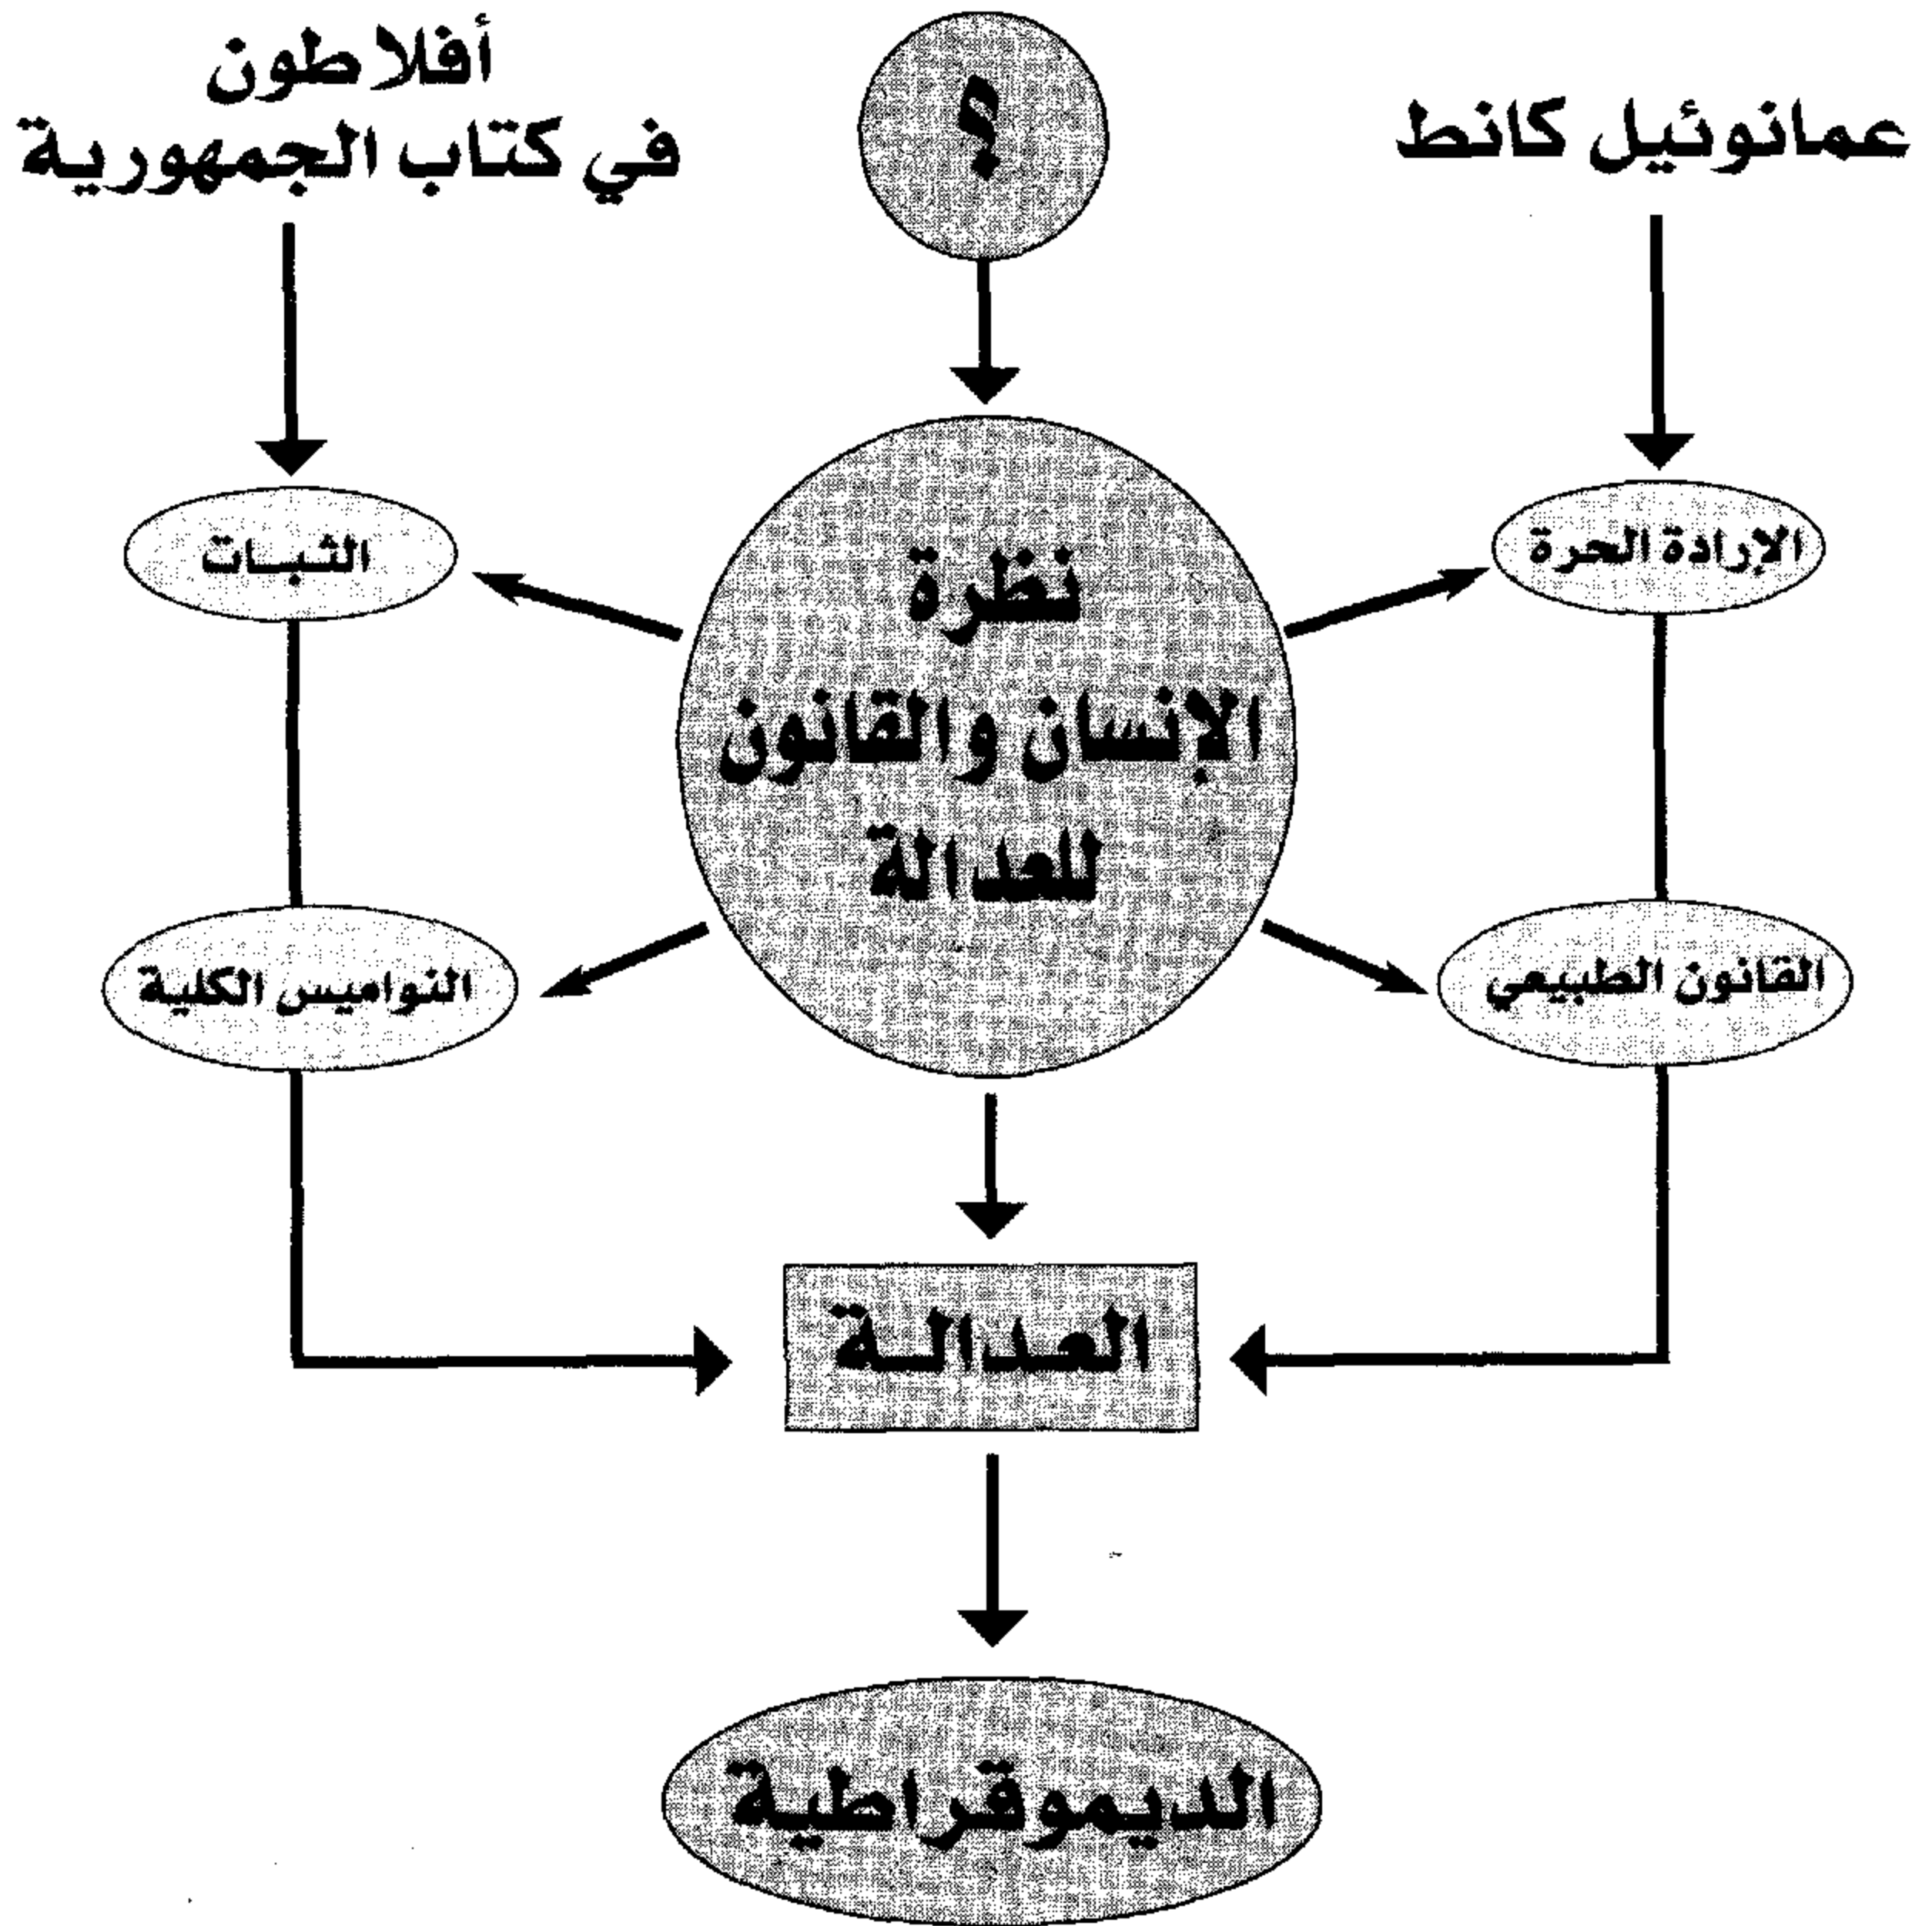 عمانوئيل كانط
؟
أفلاطون
في كتاب الجمهورية
الإرادة الحرة
الثبات
نظرة
الإنسان والقانون
للعدالة
القانون الطبيعي
النواميس الكلية
العدالة
الديموقراطية